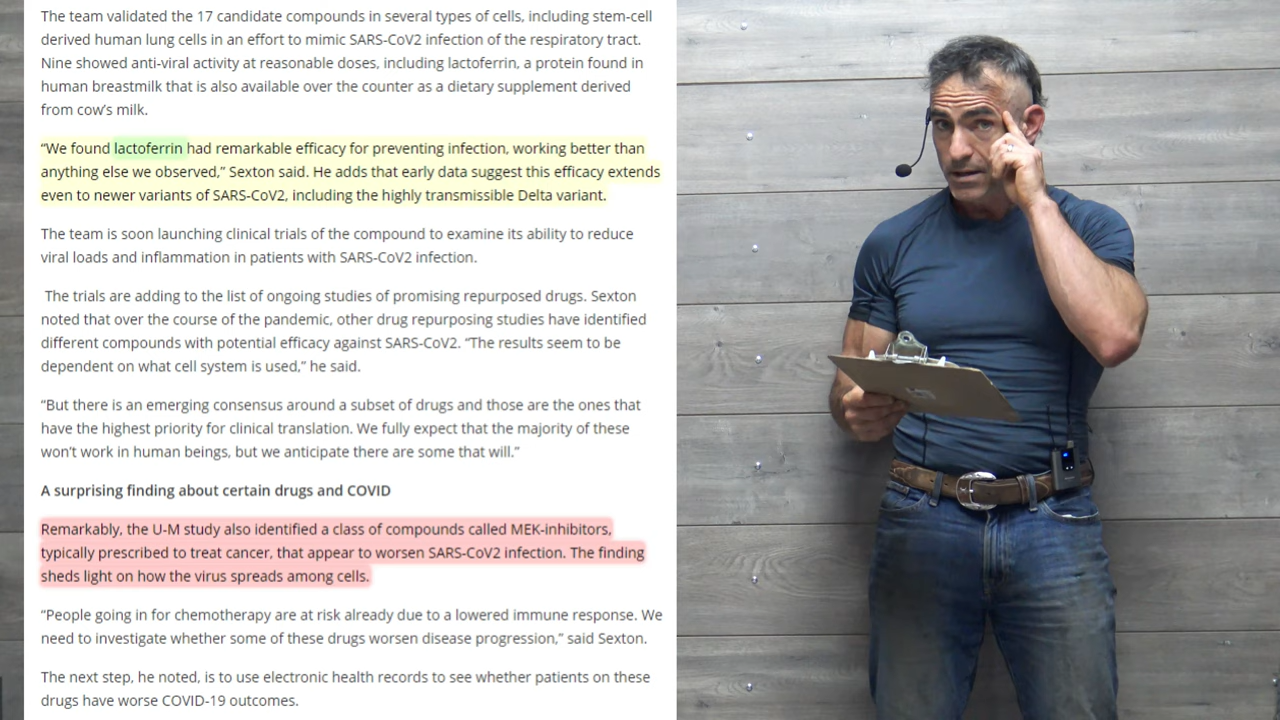 The team validated the 17 candidate compounds in several types of cells, including stem-cell
derived human lung cells in an effort to mimic SARS-CoV2 infection of the respiratory tract.
Nine showed anti-viral activity at reasonable doses, including lactoferrin, a protein found in
human breastmilk that is also available over the counter as a dietary supplement derived
from cow’s milk.
“We found lactoferrin had remarkable efficacy for preventing infection, working better than
anything else we observed,” Sexton said. He adds that early data suggest this efficacy extends
even to newer variants of SARS-CoV2, including the highly transmissible Delta variant.
The team is soon launching clinical trials of the compound to examine its ability to reduce
viral loads and inflammation in patients with SARS-CoV2 infection.
The trials are adding to the list of ongoing studies of promising repurposed drugs. Sexton
noted that over the course of the pandemic, other drug repurposing studies have identified
different compounds with potential efficacy against SARS-CoV2. “The results seem to be
dependent on what cell system is used,” he said.
“But there is an emerging consensus around a subset of drugs and those are the ones that
have the highest priority for clinical translation. We fully expect that the majority of these
won’t work in human beings, but we anticipate there are some that will.”
A surprising finding about certain drugs and COVID
Remarkably, the U-M study also identified a class of compounds called MEK-inhibitors,
typically prescribed to treat cancer, that appear to worsen SARS-CoV2 infection. The finding
sheds light on how the virus spreads among cells.
“People going in for chemotherapy are at risk already due to a lowered immune response. We
need to investigate whether some of these drugs worsen disease progression,” said Sexton.
The next step, he noted, is to use electronic health records to see whether patients on these
drugs have worse COVID-19 outcomes.